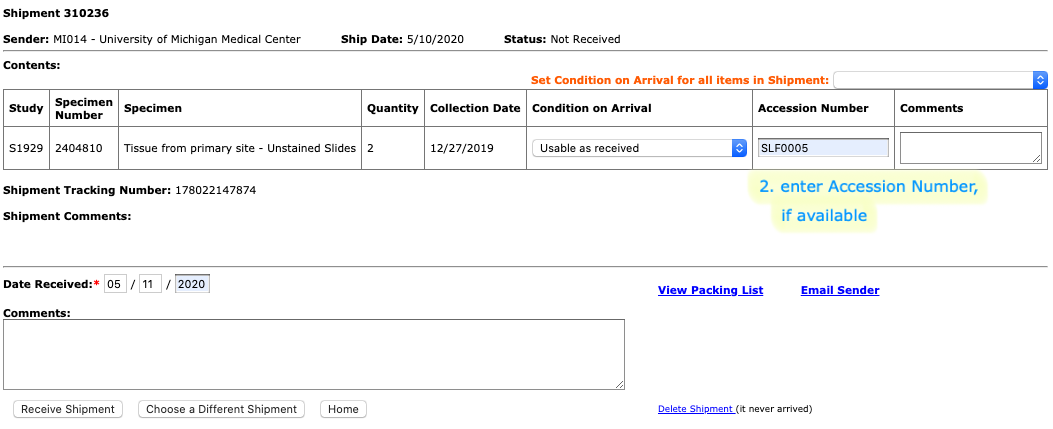 Shipment 310236
Sender: MI014 - University of Michigan Medical Center Ship Date: 5/10/2020 Status: Not Received
Contents:
Set Condition on Arrival for all items in Shipment:
Study Specimen Number Specimen Quantity Collection Date Condition on Arrival Accession Number Comments
S1929 2404810 Tissue from primary site - Unstained Slides 2 12/27/2019 Usable as received SLF0005
Shipment Tracking Number: 178022147874
2. enter Accession Number,
if available
Shipment Comments:
Date Received:* 05 / 11 / 2020
View Packing List Email Sender
Comments:
Receive Shipment Choose a Different Shipment Home Delete Shipment (it never arrived)